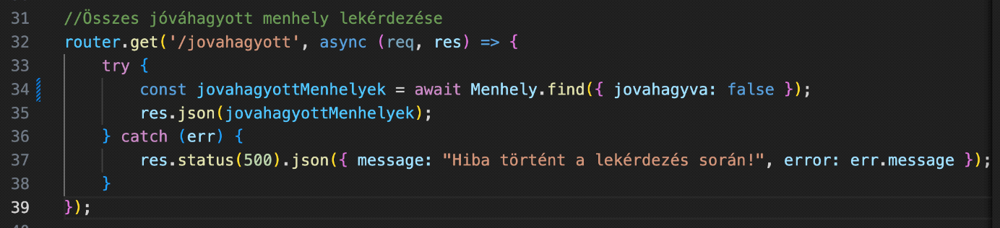 31 //Összes jóváhagyott menhely lekérdezése
32 router.get('/jovahagyott', async (req, res) => {
33     try {
34         const jovahagyottMenhelyek = await Menhely.find({ jovahagyva: false });
35         res.json(jovahagyottMenhelyek);
36     } catch (err) {
37         res.status(500).json({ message: "Hiba történt a lekérdezés során!", error: err.message });
38     }
39 });